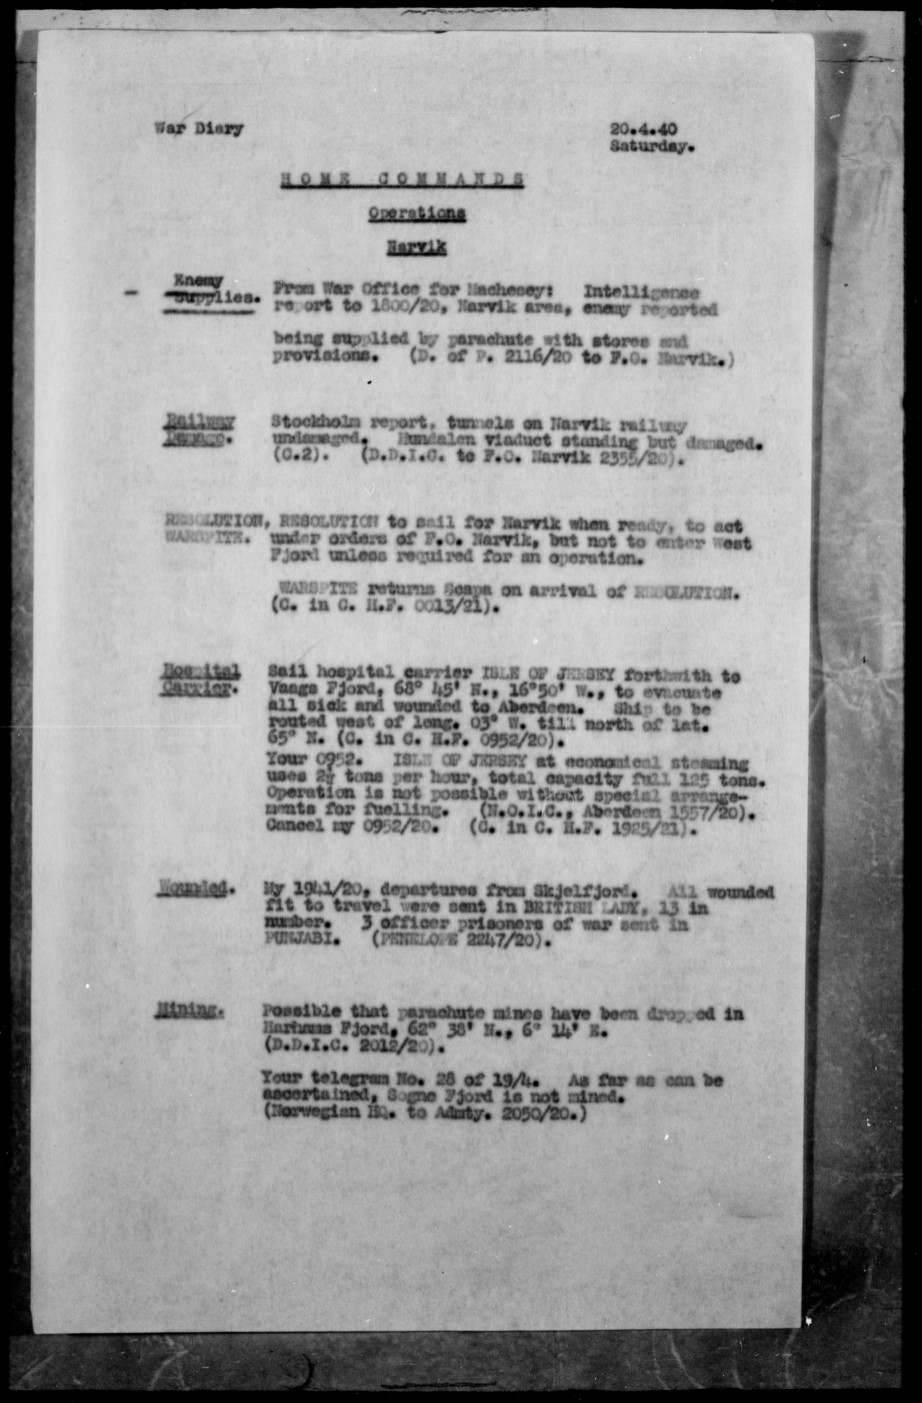 War Diary 20.4.40
Saturday.
HOME COMMANDS
Operations
Narvik
Enemy Supplies. From War Office for Mackesey: Intelligence
report to 1800/20, Narvik area, enemy reported
being supplied by parachute with stores and
provisions. (D. of P. 2116/20 to F.O. Narvik.)
Railway Stockholm report, tunnels on Narvik railway
Damage. undamaged. Hundalen viaduct standing but damaged.
(C.2). (D.D.I.C. to F.O. Narvik 2355/20).
RESOLUTION, RESOLUTION to sail for Narvik when ready, to act
WARSPITE. under orders of F.O. Narvik, but not to enter West
Fjord unless required for an operation.
WARSPITE returns Scapa on arrival of RESOLUTION.
(C. in C. H.F. 0013/21).
Hospital Sail hospital carrier ISLE OF JERSEY forthwith to
Carrier. Vaags Fjord, 68° 45' N., 16°50' W., to evacuate
all sick and wounded to Aberdeen. Ship to be
routed west of long. 03° W. till north of lat.
65° N. (C. in C. H.F. 0952/20).
Your 0952. ISLE OF JERSEY at economical steaming
uses 2½ tons per hour, total capacity full 125 tons.
Operation is not possible without special arrange-
ments for fuelling. (N.O.I.C., Aberdeen 1557/20).
Cancel my 0952/20. (C. in C. H.F. 1925/21).
Wounded. My 1941/20, departures from Skjelfjord. All wounded
fit to travel were sent in BRITISH LADY, 13 in
number. 3 officer prisoners of war sent in
PUNJABI. (PENELOPE 2247/20).
Mining. Possible that parachute mines have been dropped in
Harhams Fjord, 62° 38' N., 6° 14' E.
(D.D.I.C. 2012/20).
Your telegram No. 28 of 19/4. As far as can be
ascertained, Sogne Fjord is not mined.
(Norwegian HQ. to Admty. 2050/20.)